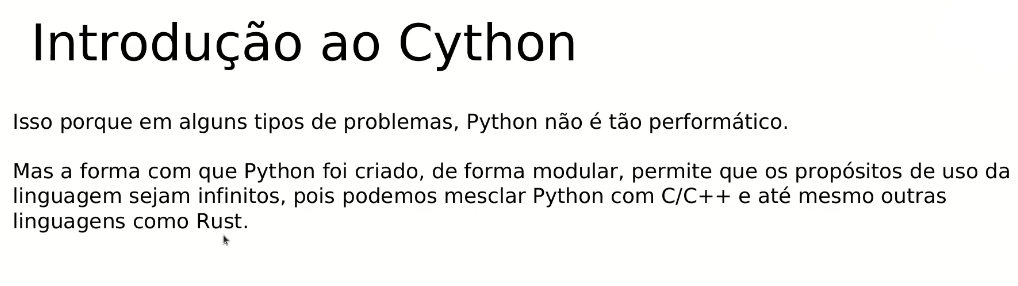 Introdução ao Cython
Isso porque em alguns tipos de problemas, Python não é tão performático.
Mas a forma com que Python foi criado, de forma modular, permite que os propósitos de uso da
linguagem sejam infinitos, pois podemos mesclar Python com C/C++ e até mesmo outras
linguagens como Rust.